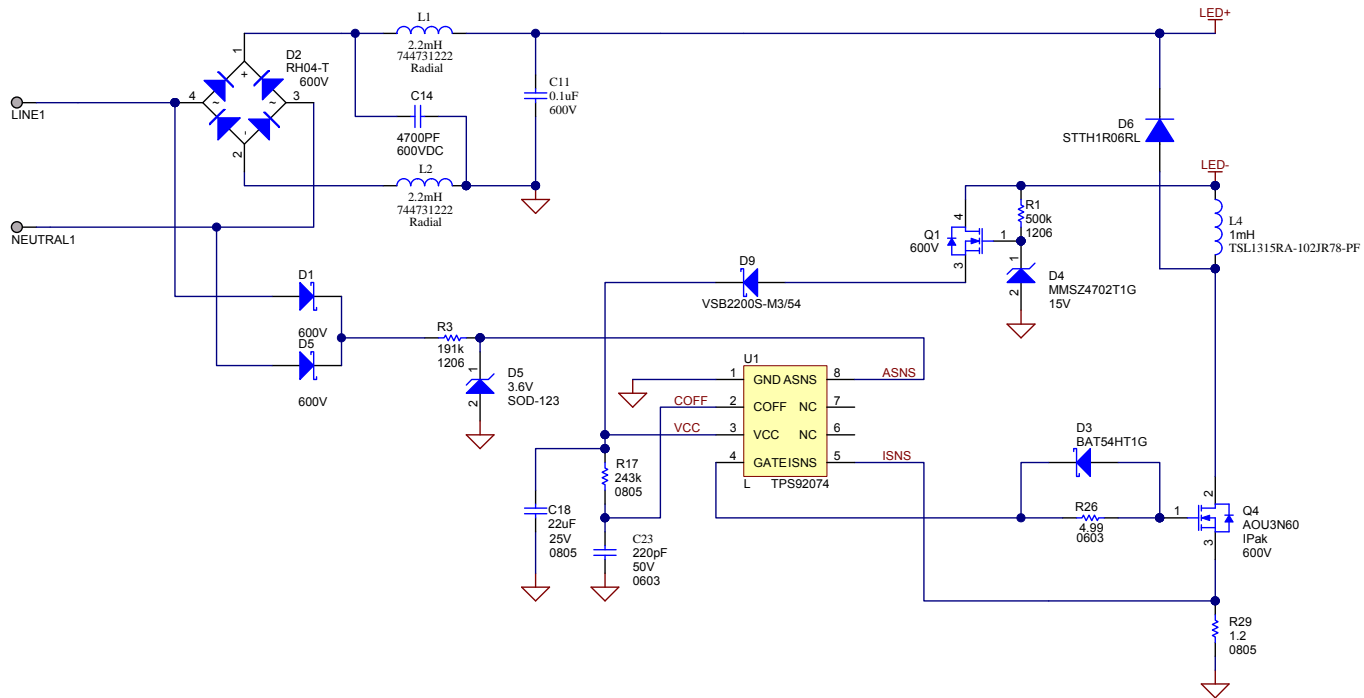 LED+
L1
2.2mH
744731222
Radial
1
D2
RH04-T
600V
+
4
~
~
3
-
2
LINE1
C14
4700PF
600VDC
C11
0.1uF
600V
L2
2.2mH
744731222
Radial
NEUTRAL1
D6
STTH1R06RL
LED-
L4
1mH
TSL1315RA-102JR78-PF
R1
500k
1206
4
Q1
600V
1
3
1
D4
MMSZ4702T1G
15V
2
D9
VSB2200S-M3/54
D1
600V
D5
600V
R3
191k
1206
1
D5
3.6V
SOD-123
2
U1
1
GND
ASNS
8
ASNS
COFF
2
COFF
NC
7
VCC
3
VCC
NC
6
4
GATE
ISNS
5
ISNS
L
TPS92074
R17
243k
0805
C18
22uF
25V
0805
C23
220pF
50V
0603
D3
BAT54HT1G
R26
4.99
0603
2
1
3
Q4
AOU3N60
IPak
600V
R29
1.2
0805